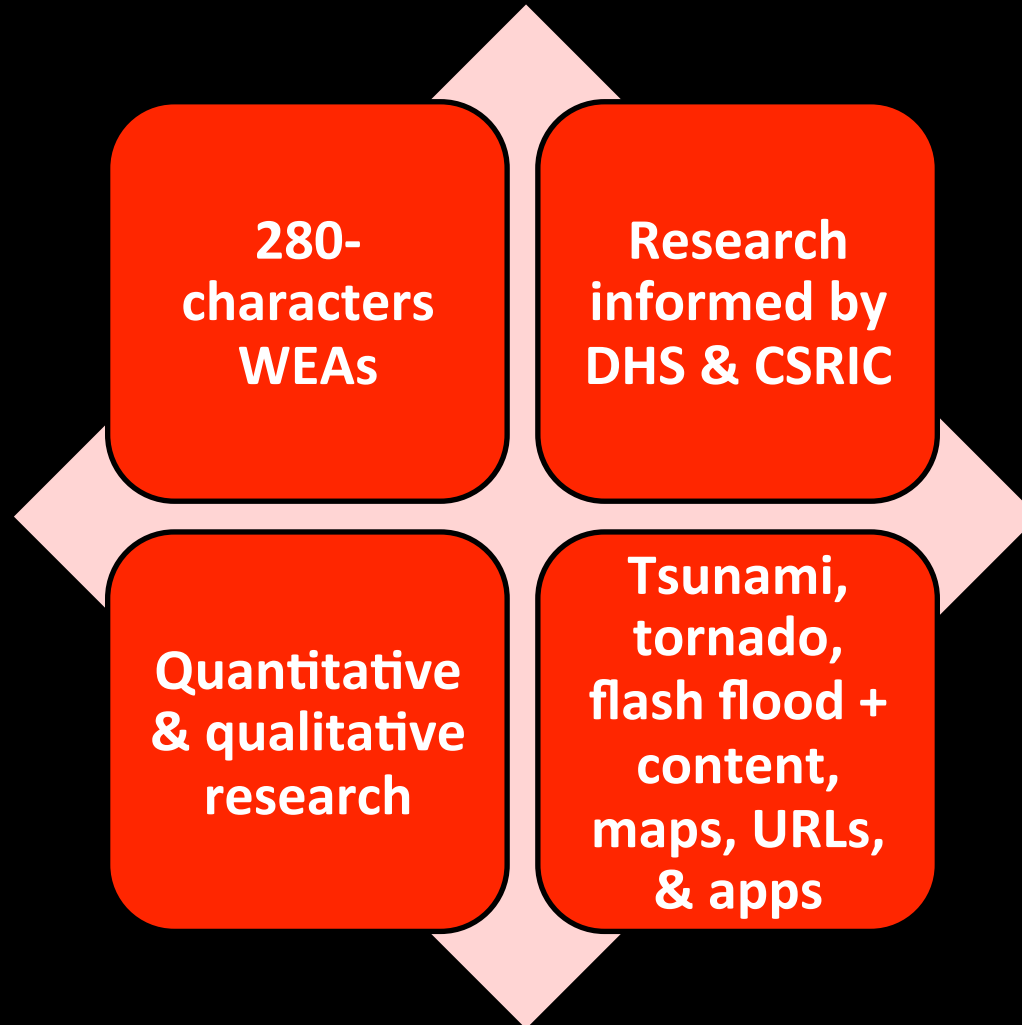 280-
characters
WEAs
Research
informed by
DHS & CSRIC
Quantitative
& qualitative
research
Tsunami,
tornado,
flash flood +
content,
maps, URLs,
& apps